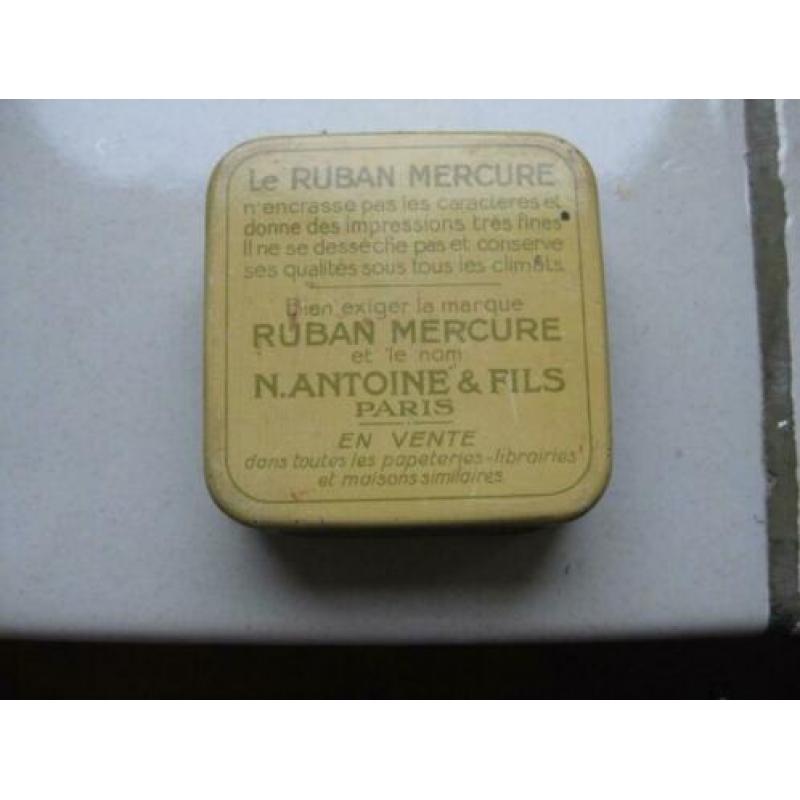 Le RUBAN MERCURE
n'encrasse pas les caractères et
donne des impressions très fines
Il ne se dessèche pas et conserve
ses qualités sous tous les climats
Bien exiger la marque
RUBAN MERCURE
et le nom
N. ANTOINE & FILS
PARIS
EN VENTE
dans toutes les papeteries-librairies
et maisons similaires